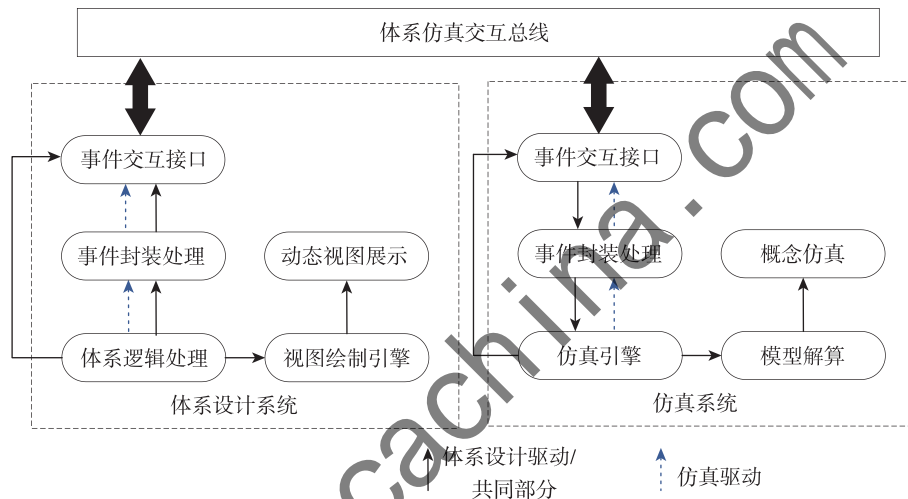 体系仿真交互总线
事件交互接口
事件交互接口
事件封装处理
动态视图展示
事件封装处理
概念仿真
体系逻辑处理
视图绘制引擎
仿真引擎
模型解算
体系设计系统
仿真系统
体系设计驱动/
共同部分
仿真驱动
cachina.com